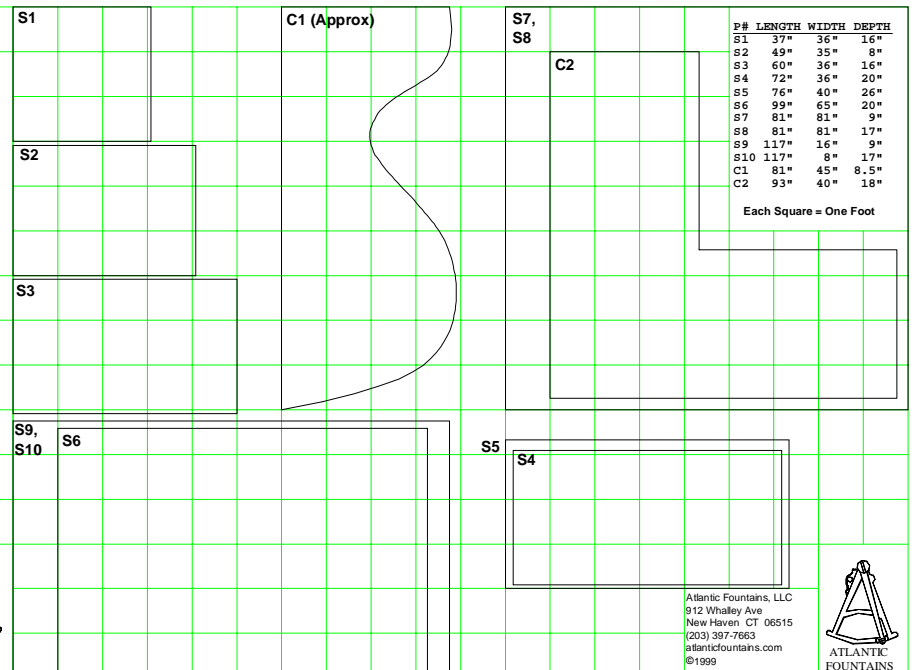 S1
C1 (Approx)
S7,
S8
C2
P# LENGTH WIDTH DEPTH
S1 37" 36" 16"
S2 49" 35" 8"
S3 60" 36" 16"
S4 72" 36" 20"
S5 76" 40" 26"
S6 99" 65" 20"
S7 81" 81" 9"
S8 81" 81" 17"
S9 117" 16" 9"
S10 117" 8" 17"
C1 81" 45" 8.5"
C2 93" 40" 18"
Each Square = One Foot
S2
S3
S9,
S10
S6
S5
S4
Atlantic Fountains, LLC
912 Whalley Ave
New Haven CT 06515
(203) 397-7663
atlanticfountains.com
©1999
ATLANTIC
FOUNTAINS